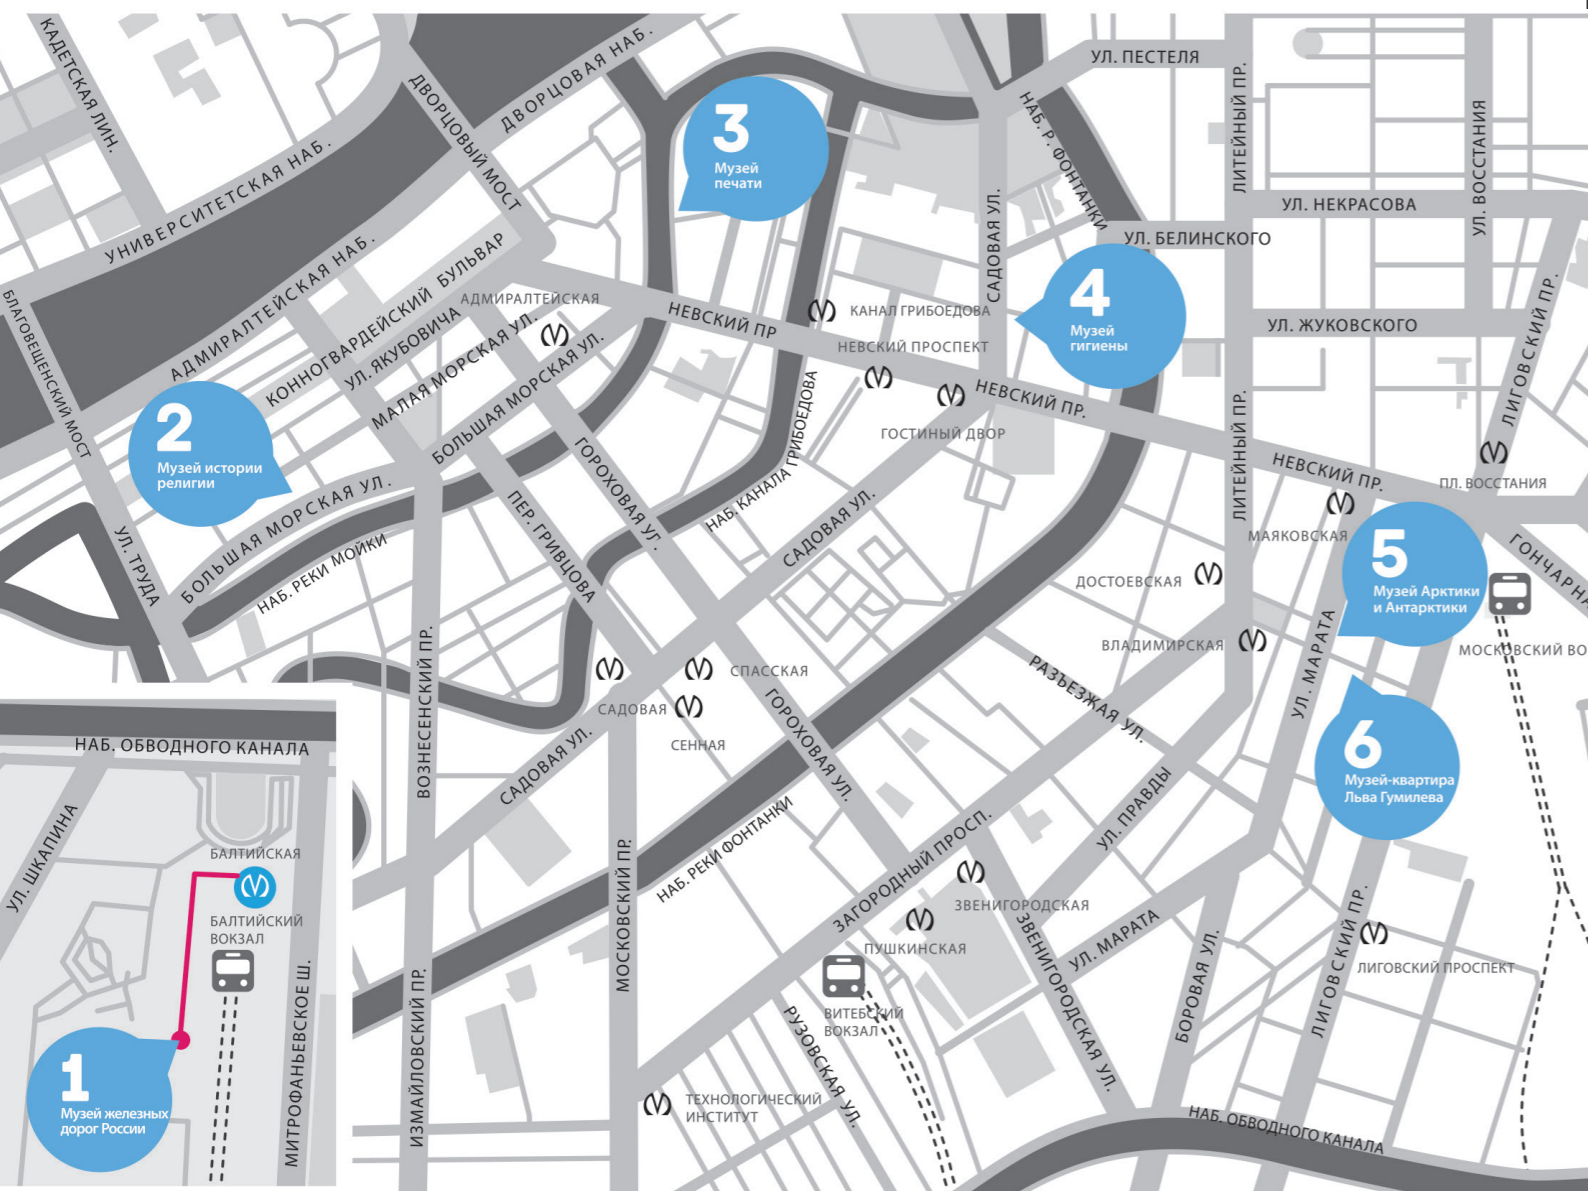 КАДЕТСКАЯ ЛИН.
ДВОРЦОВЫЙ МОСТ
ДВОРЦОВАЯ НАБ.
УНИВЕРСИТЕТСКАЯ НАБ.
АДМИРАЛТЕЙСКАЯ НАБ.
БЛАГОВЕЩЕНСКИЙ МОСТ
КОННОГВАРДЕЙСКИЙ БУЛЬВАР
УЛ. ЯКУБОВИЧА
МАЛАЯ МОРСКАЯ УЛ.
БОЛЬШАЯ МОРСКАЯ УЛ.
АДМИРАЛТЕЙСКАЯ
3
Музей
печати
УЛ. ПЕСТЕЛЯ
НАБ. Р. ФОНТАНКИ
ЛИТЕЙНЫЙ ПР.
УЛ. ВОССТАНИЯ
УЛ. НЕКРАСОВА
УЛ. БЕЛИНСКОГО
САДОВАЯ УЛ.
4
Музей
гигиены
УЛ. ЖУКОВСКОГО
ЛИГОВСКИЙ ПР.
НЕВСКИЙ ПР
КАНАЛ ГРИБОЕДОВА
НЕВСКИЙ ПРОСПЕКТ
НЕВСКИЙ ПР.
ГОСТИНЫЙ ДВОР
ЛИТЕЙНЫЙ ПР.
НЕВСКИЙ ПР.
ПЛ. ВОССТАНИЯ
МАЯКОВСКАЯ
2
Музей истории
религии
БОЛЬШАЯ МОРСКАЯ УЛ.
НАБ. РЕКИ МОЙКИ
УЛ. ТРУДА
ПЕР. ГРИВЦОВА
ГОРОХОВАЯ УЛ.
НАБ. КАНАЛА ГРИБОЕДОВА
САДОВАЯ УЛ.
ДОСТОЕВСКАЯ
ВЛАДИМИРСКАЯ
5
Музей Арктики
и Антарктики
ГОНЧАРНА
МОСКОВСКИЙ ВО
УЛ. МАРАТА
РАЗЪЕЗЖАЯ УЛ.
6
Музей-квартира
Льва Гумилева
ВОЗНЕСЕНСКИЙ ПР.
СПАССКАЯ
САДОВАЯ
СЕННАЯ
САДОВАЯ УЛ.
ГОРОХОВАЯ УЛ.
УЛ. ПРАВДЫ
НАБ. РЕКИ ФОНТАНКИ
ЗАГОРОДНЫЙ ПРОСП.
ЗВЕНИГОРОДСКАЯ
ПУШКИНСКАЯ
ВИТЕБСКИЙ
ВОКЗАЛ
МОСКОВСКИЙ ПР.
ИЗМАЙЛОВСКИЙ ПР.
ЗВЕНИГОРОДСКАЯ УЛ.
УЛ. МАРАТА
БОРОВАЯ УЛ.
ЛИГОВСКИЙ ПР.
ЛИГОВСКИЙ ПРОСПЕКТ
РУЗОВСКАЯ УЛ.
ТЕХНОЛОГИЧЕСКИЙ
ИНСТИТУТ
НАБ. ОБВОДНОГО КАНАЛА
НАБ. ОБВОДНОГО КАНАЛА
УЛ. ШКАПИНА
БАЛТИЙСКАЯ
БАЛТИЙСКИЙ
ВОКЗАЛ
МИТРОФАНЬЕВСКОЕ Ш.
1
Музей железных
дорог России